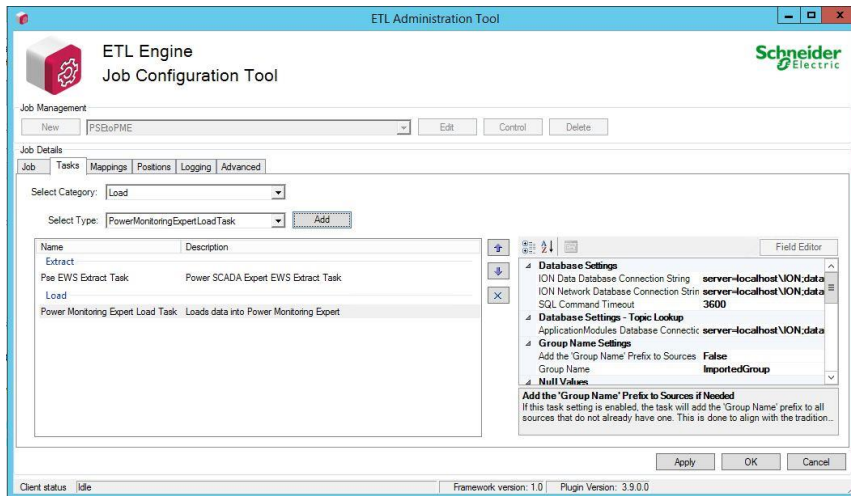 ETL Administration Tool
ETL Engine
Job Configuration Tool
Schneider
Electric
Job Management
New PSEtoPME Edit Control Delete
Job Details
Job Tasks Mappings Positions Logging Advanced
Select Category: Load
Select Type: PowerMonitoringExpertLoadTask Add
Name Description
Extract
Pse EWS Extract Task Power SCADA Expert EWS Extract Task
Load
Power Monitoring Expert Load Task Loads data into Power Monitoring Expert
Field Editor
Database Settings
ION Data Database Connection String server=localhost\ION;data
ION Network Database Connection Strin server=localhost\ION;data
SQL Command Timeout 3600
Database Settings - Topic Lookup
ApplicationModules Database Connectic server=localhost\ION;data
Group Name Settings
Add the 'Group Name' Prefix to Sources False
Group Name ImportedGroup
Null Values
Add the 'Group Name' Prefix to Sources if Needed
If this task setting is enabled, the task will add the 'Group Name' prefix to all
sources that do not already have one. This is done to align with the tradition...
Apply OK Cancel
Client status Idle Framework version: 1.0 Plugin Version: 3.9.0.0